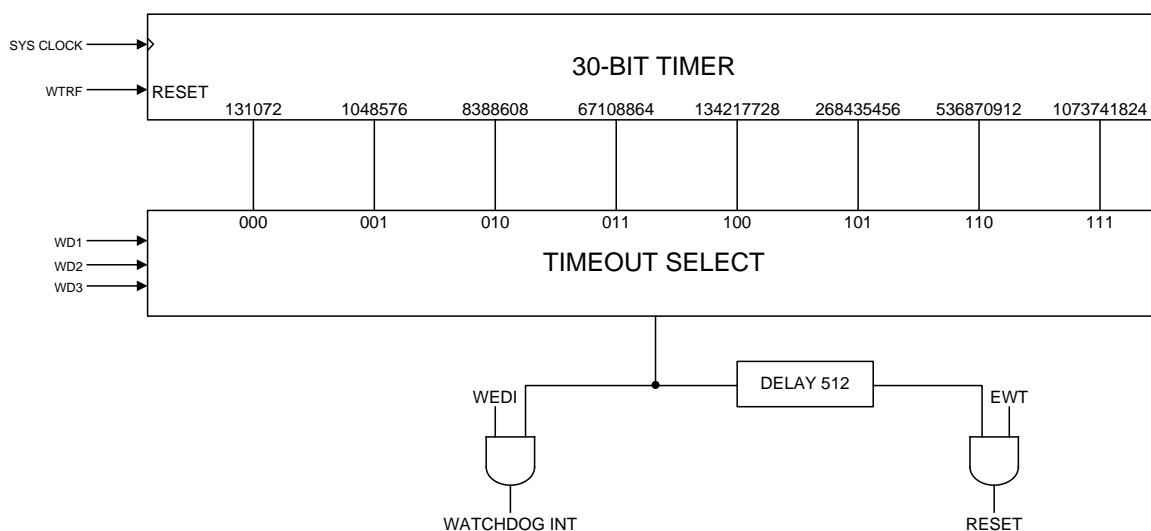 SYS CLOCK
30-BIT TIMER
WTRF
RESET
131072 1048576 8388608 67108864 134217728 268435456 536870912 1073741824
000 001 010 011 100 101 110 111
WD1
TIMEOUT SELECT
WD2
WD3
DELAY 512
WEDI
EWT
WATCHDOG INT
RESET